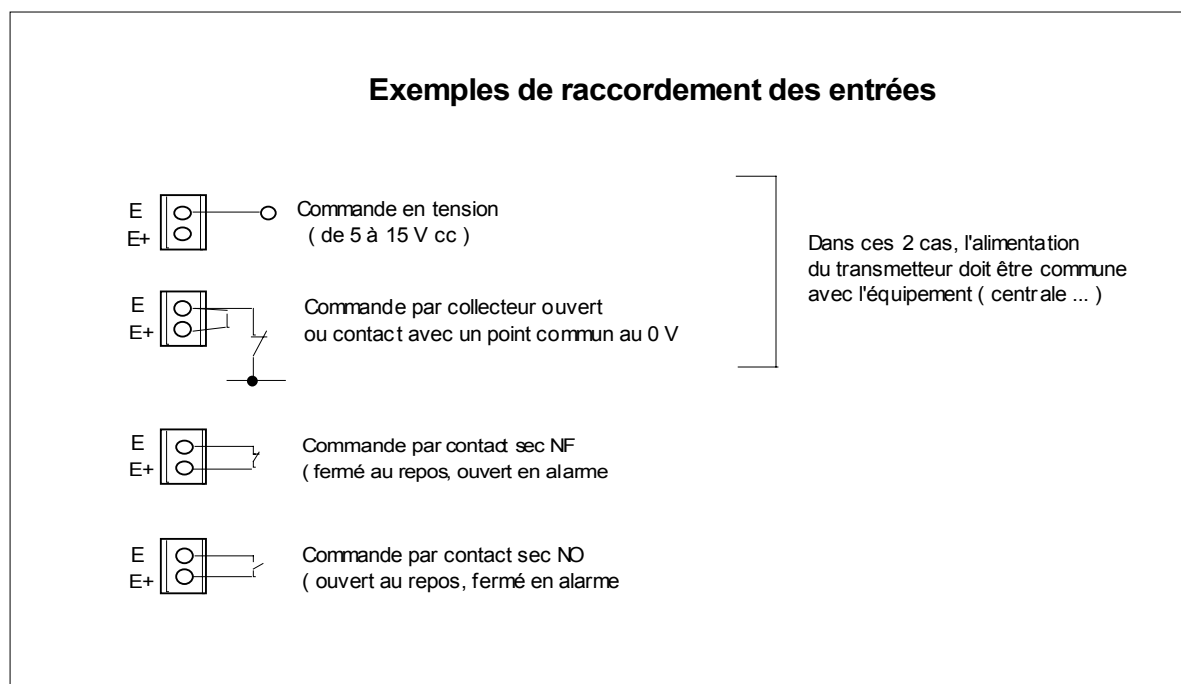 Exemples de raccordement des entrées
E
E+
Commande en tension
( de 5 à 15 V cc )
E
E+
Commande par collecteur ouvert
ou contact avec un point commun au 0 V
Dans ces 2 cas, l'alimentation
du transmetteur doit être commune
avec l'équipement ( centrale ... )
E
E+
Commande par contact sec NF
( fermé au repos, ouvert en alarme
E
E+
Commande par contact sec NO
( ouvert au repos, fermé en alarme